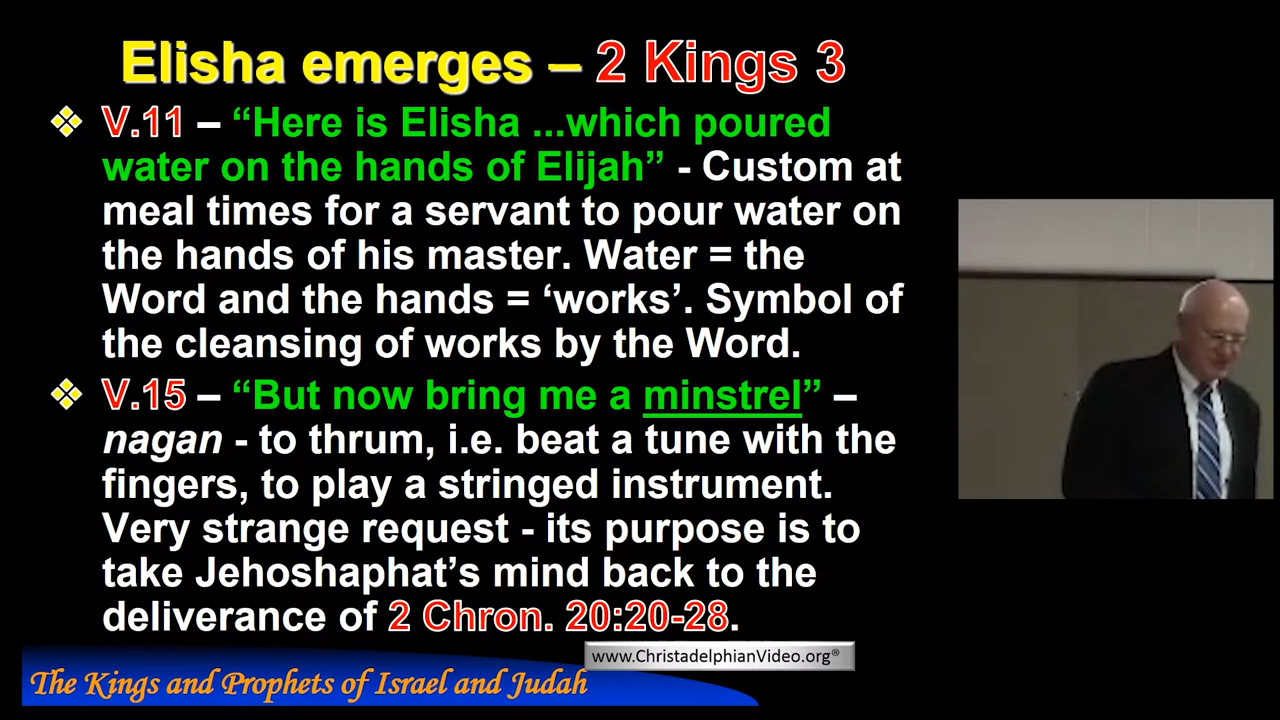 Elisha emerges – 2 Kings 3
V.11 – “Here is Elisha ...which poured
water on the hands of Elijah” - Custom at
meal times for a servant to pour water on
the hands of his master. Water = the
Word and the hands = ‘works’. Symbol of
the cleansing of works by the Word.
V.15 – “But now bring me a minstrel” –
nagan - to thrum, i.e. beat a tune with the
fingers, to play a stringed instrument.
Very strange request - its purpose is to
take Jehoshaphat’s mind back to the
deliverance of 2 Chron. 20:20-28.
www.ChristadelphianVideo.org®
The Kings and Prophets of Israel and Judah